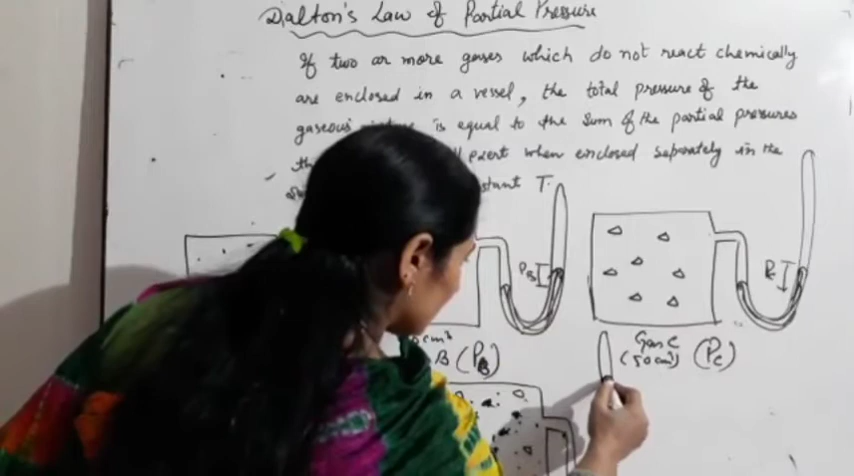 Dalton's Law of Partial Pressure
If two or more gases which do not react chemically
are enclosed in a vessel, the total pressure of the
gaseous is equal to the sum of the partial pressures
when enclosed separately in the
T.
PB
Pc
cm³
B (PB)
Gas C
(50 cm³) (Pc)